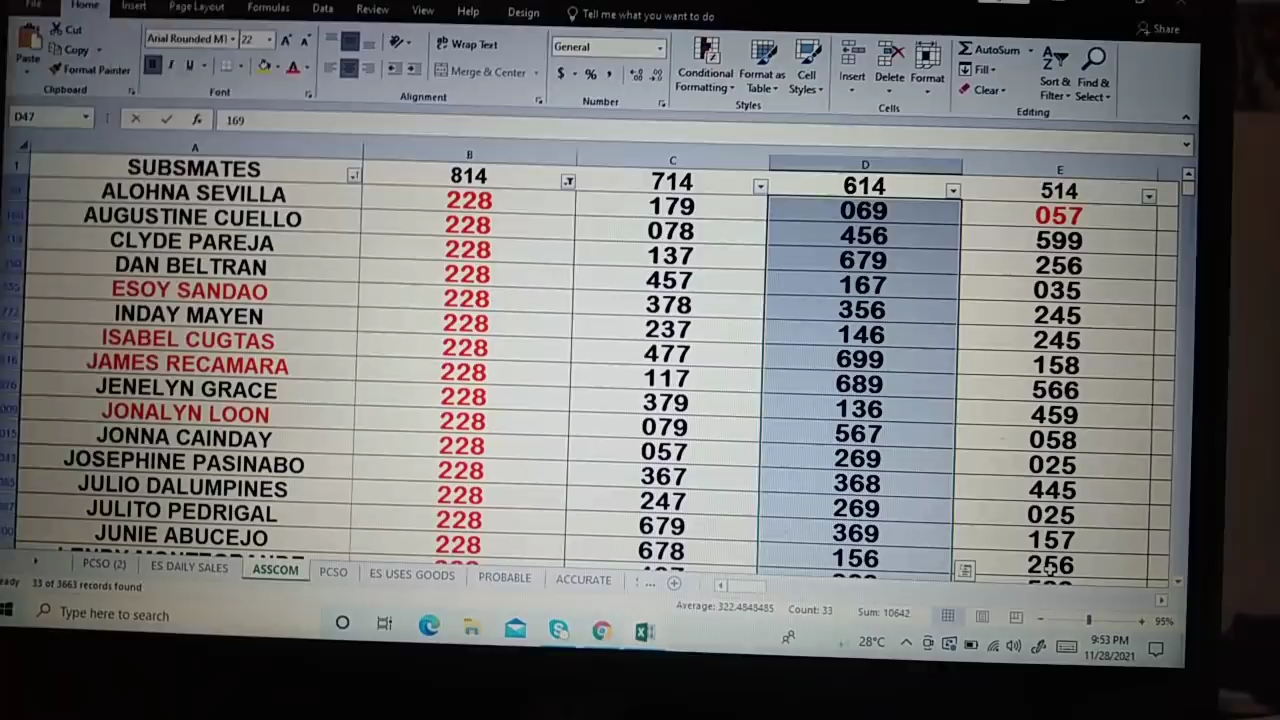 File Home Insert Page Layout Formulas Data Review View Help Design Tell me what you want to do Share
Cut
Copy
Paste Format Painter
Clipboard
Arial Rounded MT 22
B I U A
Font
Wrap Text
Merge & Center
Alignment
General
$ % ,
Number
Conditional Formatting Format as Table Cell Styles
Styles
Insert Delete Format
Cells
AutoSum
Fill
Clear
Sort & Filter Find & Select
Editing
D47 fx 169
A B C D E
1 SUBSMATES 814 714 614 514
ALOHNA SEVILLA 228 179 069 057
AUGUSTINE CUELLO 228 078 456 599
CLYDE PAREJA 228 137 679 256
DAN BELTRAN 228 457 167 035
ESOY SANDAO 228 378 356 245
INDAY MAYEN 228 237 146 245
ISABEL CUGTAS 228 477 699 158
JAMES RECAMARA 228 117 689 566
JENELYN GRACE 228 379 136 459
JONALYN LOON 228 079 567 058
JONNA CAINDAY 228 057 269 025
JOSEPHINE PASINABO 228 367 368 445
JULIO DALUMPINES 228 247 269 025
JULITO PEDRIGAL 228 679 369 157
JUNIE ABUCEJO 228 678 156 256
PCSO (2) ES DAILY SALES ASSCOM PCSO ES USES GOODS PROBABLE ACCURATE ...
33 of 3663 records found Average: 322.4848485 Count: 33 Sum: 10642 95%
Type here to search 28°C 9:53 PM
11/28/2021